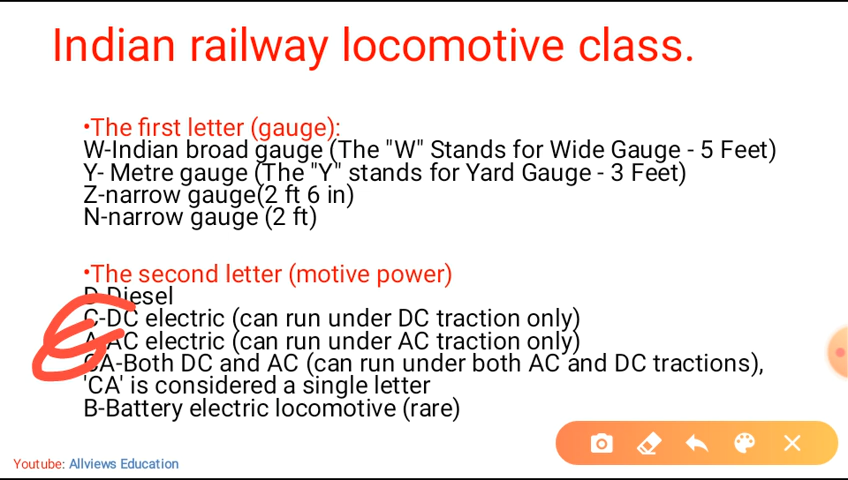 Indian railway locomotive class.
•The first letter (gauge):
W-Indian broad gauge (The "W" Stands for Wide Gauge - 5 Feet)
Y- Metre gauge (The "Y" stands for Yard Gauge - 3 Feet)
Z-narrow gauge(2 ft 6 in)
N-narrow gauge (2 ft)
•The second letter (motive power)
D-Diesel
C-DC electric (can run under DC traction only)
A-AC electric (can run under AC traction only)
CA-Both DC and AC (can run under both AC and DC tractions),
'CA' is considered a single letter
B-Battery electric locomotive (rare)
Youtube: Allviews Education